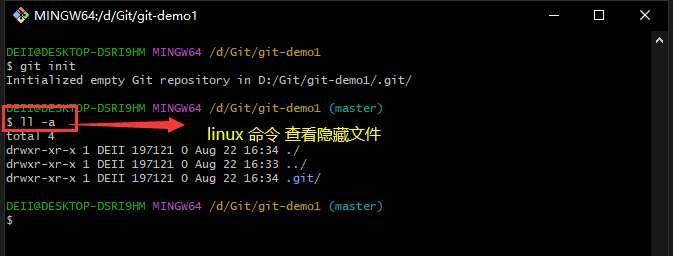 MINGW64:/d/Git/git-demo1
DEII@DESKTOP-DSRI9HM MINGW64 /d/Git/git-demo1
$ git init
Initialized empty Git repository in D:/Git/git-demo1/.git/
DEII@DESKTOP-DSRI9HM MINGW64 /d/Git/git-demo1 (master)
$ ll -a
linux 命令 查看隐藏文件
total 4
drwxr-xr-x 1 DEII 197121 0 Aug 22 16:34 ./
drwxr-xr-x 1 DEII 197121 0 Aug 22 16:33 ../
drwxr-xr-x 1 DEII 197121 0 Aug 22 16:34 .git/
DEII@DESKTOP-DSRI9HM MINGW64 /d/Git/git-demo1 (master)
$